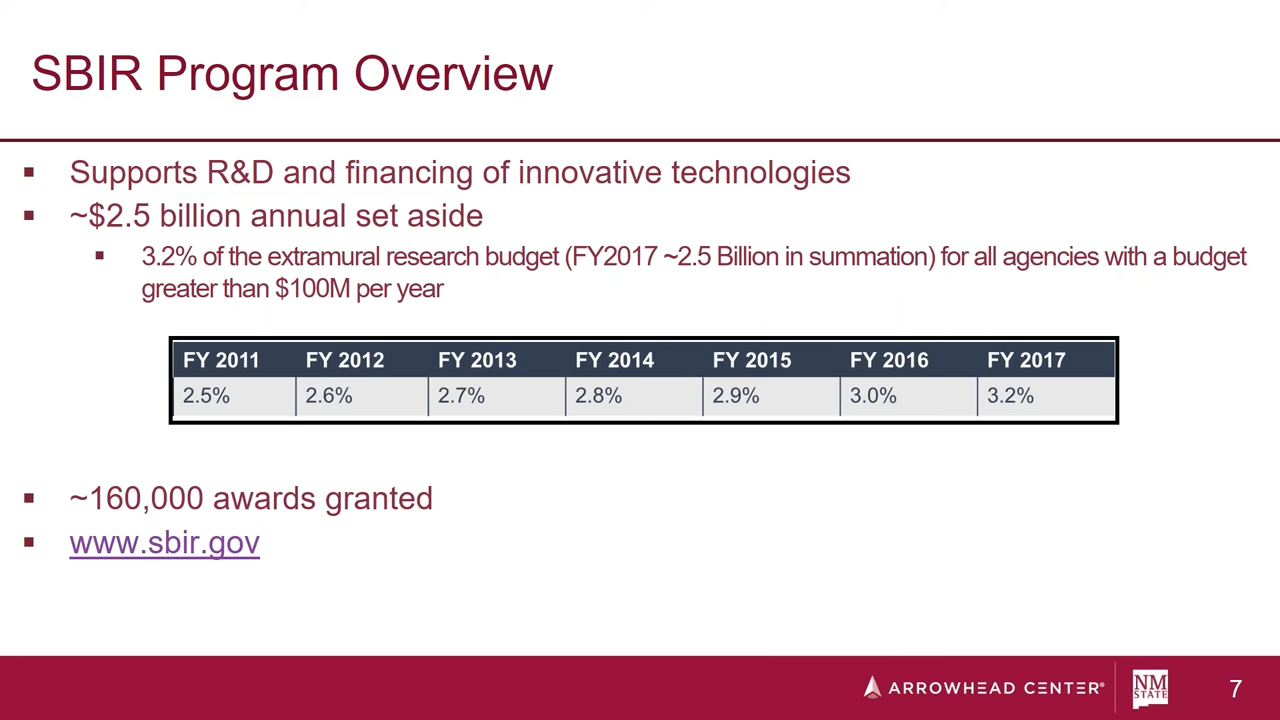 SBIR Program Overview
▪ Supports R&D and financing of innovative technologies
▪ ~$2.5 billion annual set aside
▪ 3.2% of the extramural research budget (FY2017 ~2.5 Billion in summation) for all agencies with a budget
greater than $100M per year
FY 2011 FY 2012 FY 2013 FY 2014 FY 2015 FY 2016 FY 2017
2.5% 2.6% 2.7% 2.8% 2.9% 3.0% 3.2%
▪ ~160,000 awards granted
▪ www.sbir.gov
ARROWHEAD CENTER®
NM
STATE
7